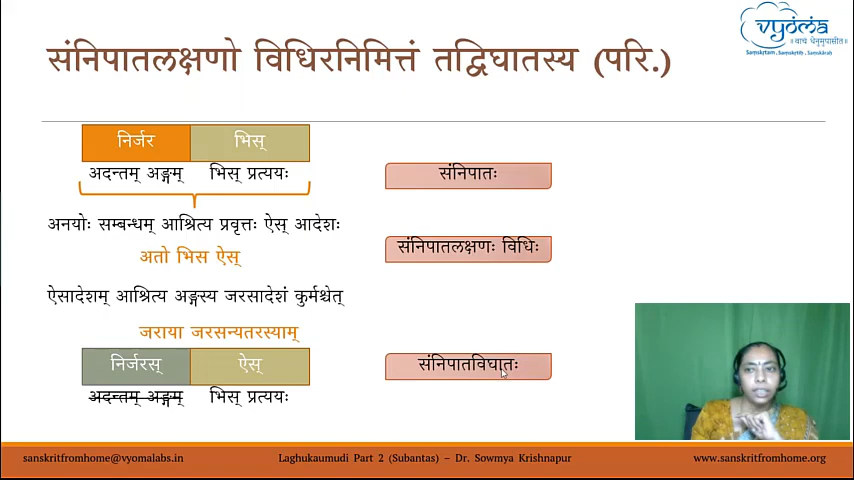 संनिपातलक्षणो विधिरनिमित्तं तद्विघातस्य (परि.)
vyoma
॥ वाचं धेनुमुपासीत॥
Saṃskṛtam, Saṃskṛtiḥ, Saṃskāraḥ
निर्जर भिस्
अदन्तम् अङ्गम् भिस् प्रत्ययः
संनिपातः
अनयोः सम्बन्धम् आश्रित्य प्रवृत्तः ऐस् आदेशः
अतो भिस ऐस्
संनिपातलक्षणः विधिः
ऐसादेशम् आश्रित्य अङ्गस्य जरसादेशं कुर्मश्चेत्
जराया जरसन्यतरस्याम्
निर्जरस् ऐस्
संनिपातविघातः
अदन्तम् अङ्गम् भिस् प्रत्ययः
sanskritfromhome@vyomalabs.in
Laghukaumudi Part 2 (Subantas) – Dr. Sowmya Krishnapur
www.sanskritfromhome.org